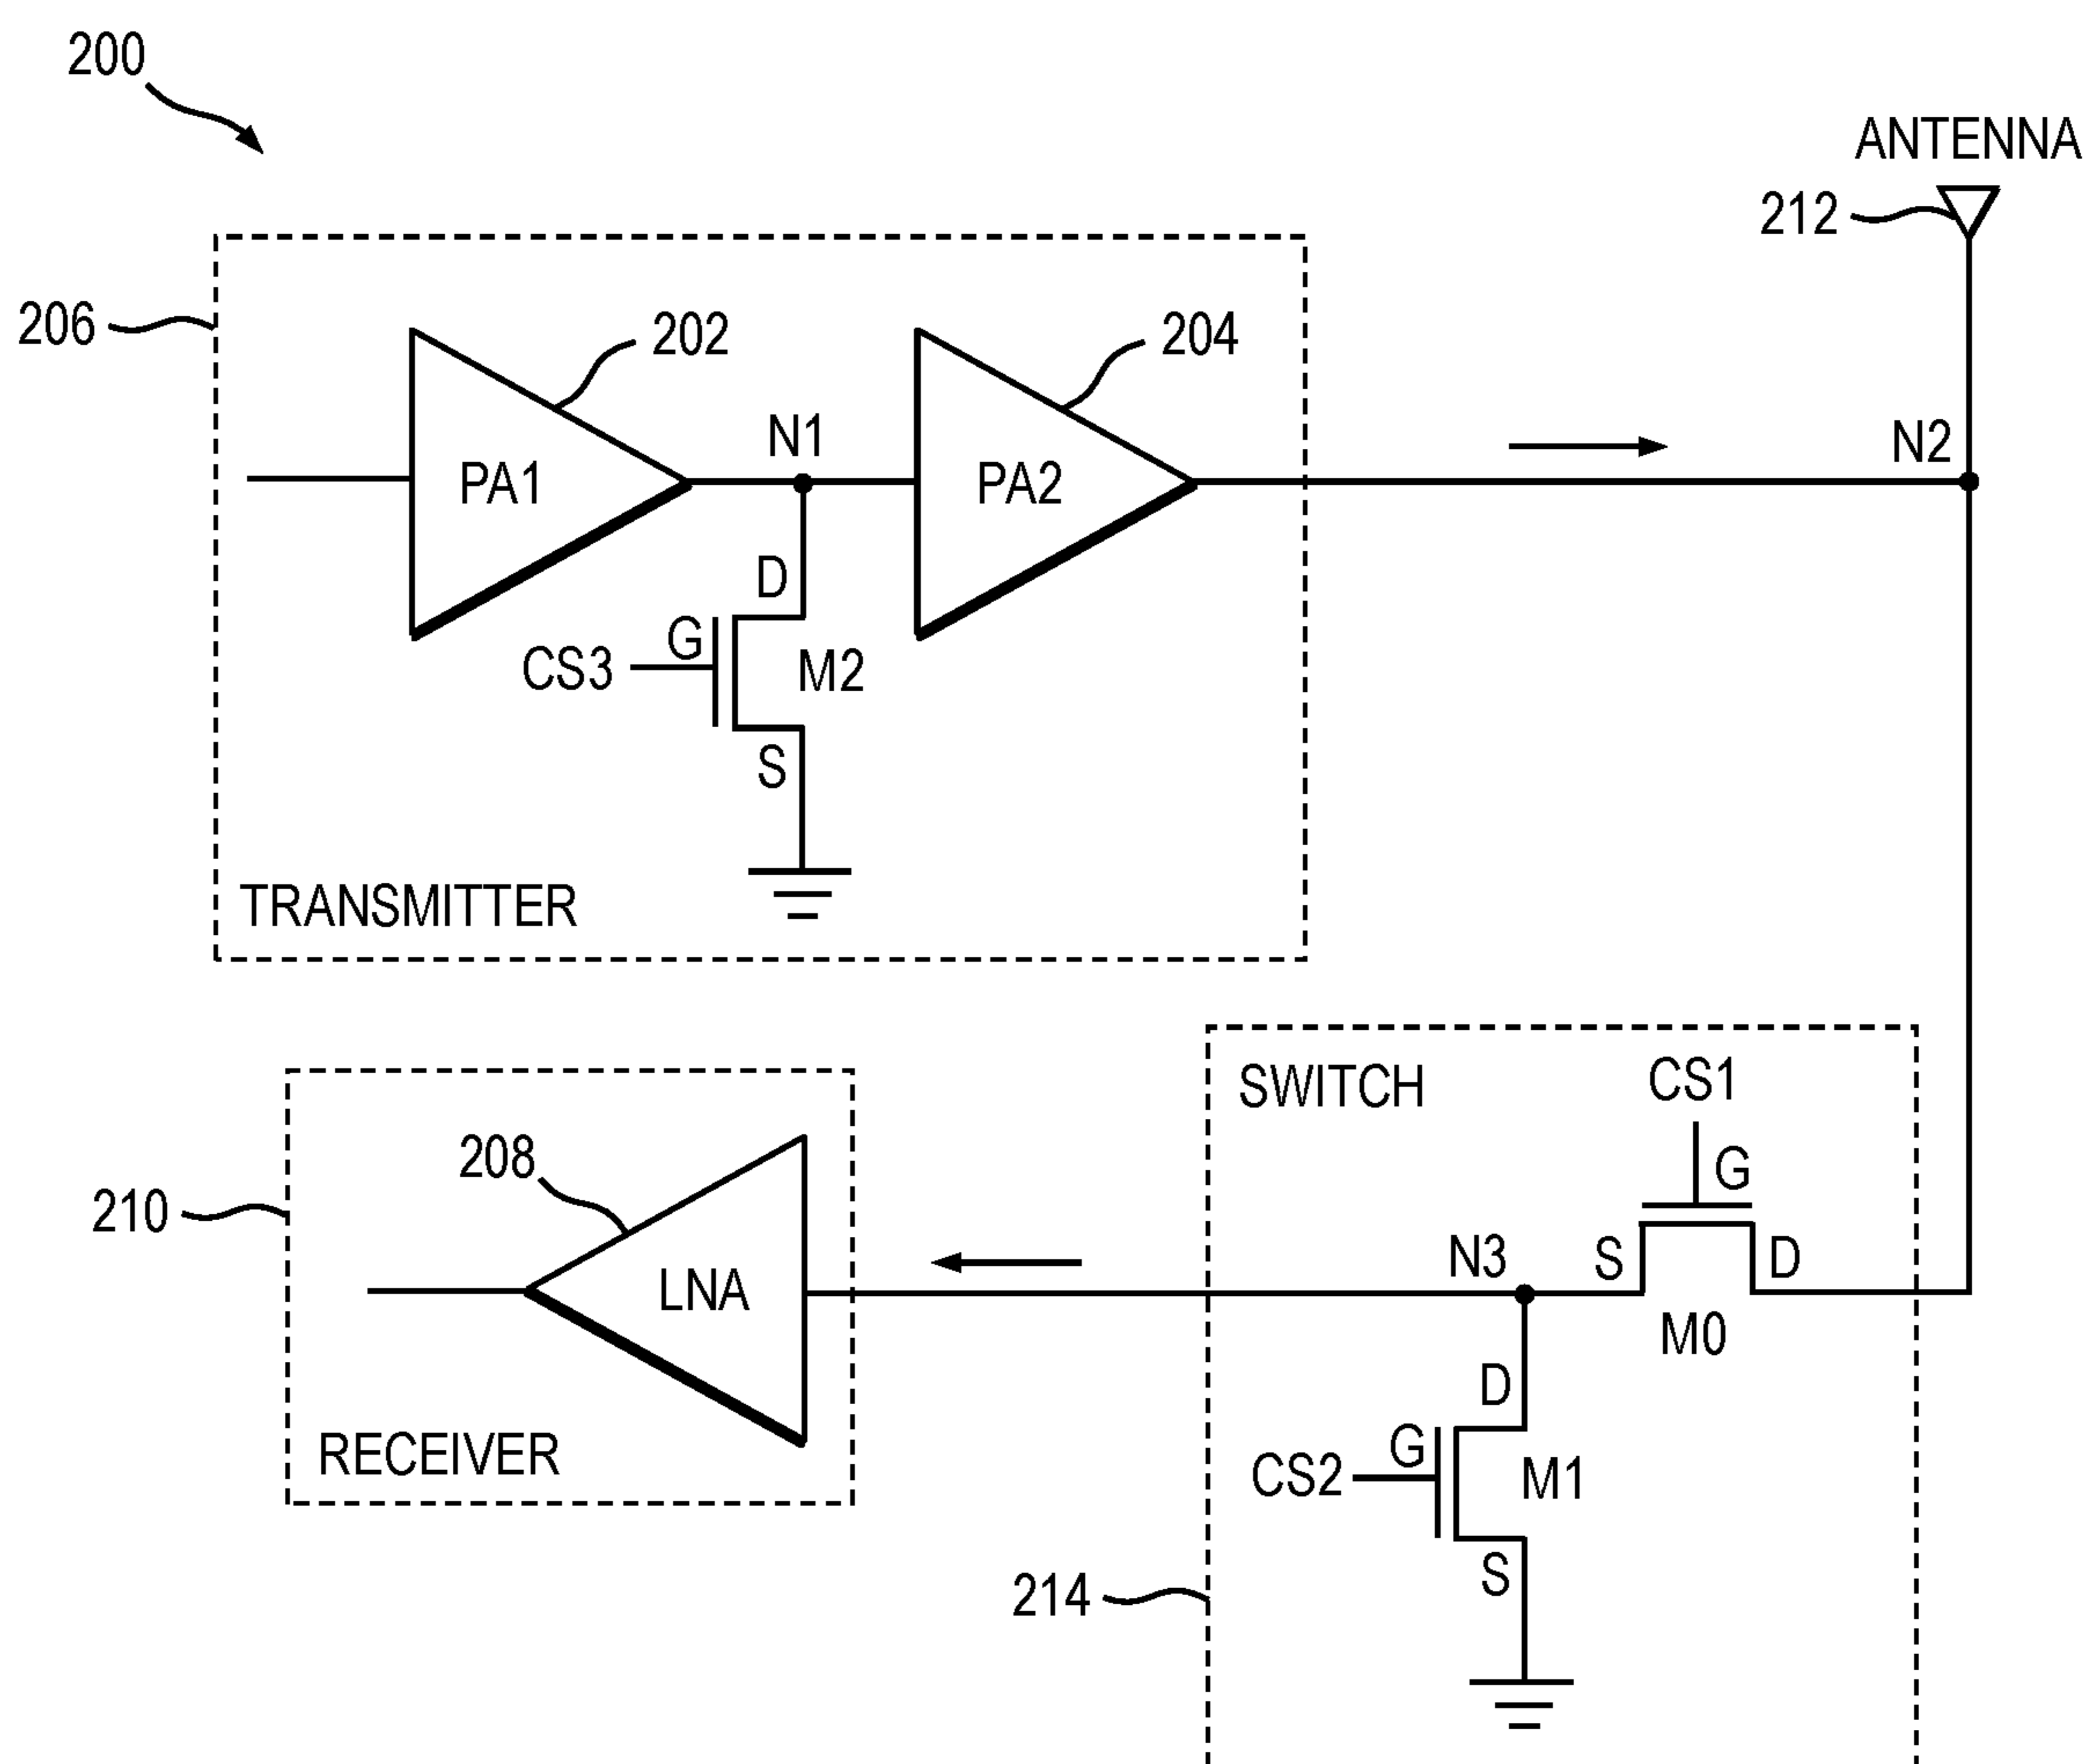 200
ANTENNA
212
206
202
204
N1
N2
PA1
PA2
D
G
CS3
M2
S
TRANSMITTER
SWITCH
CS1
G
208
210
N3
S
D
LNA
M0
D
RECEIVER
G
CS2
M1
S
214